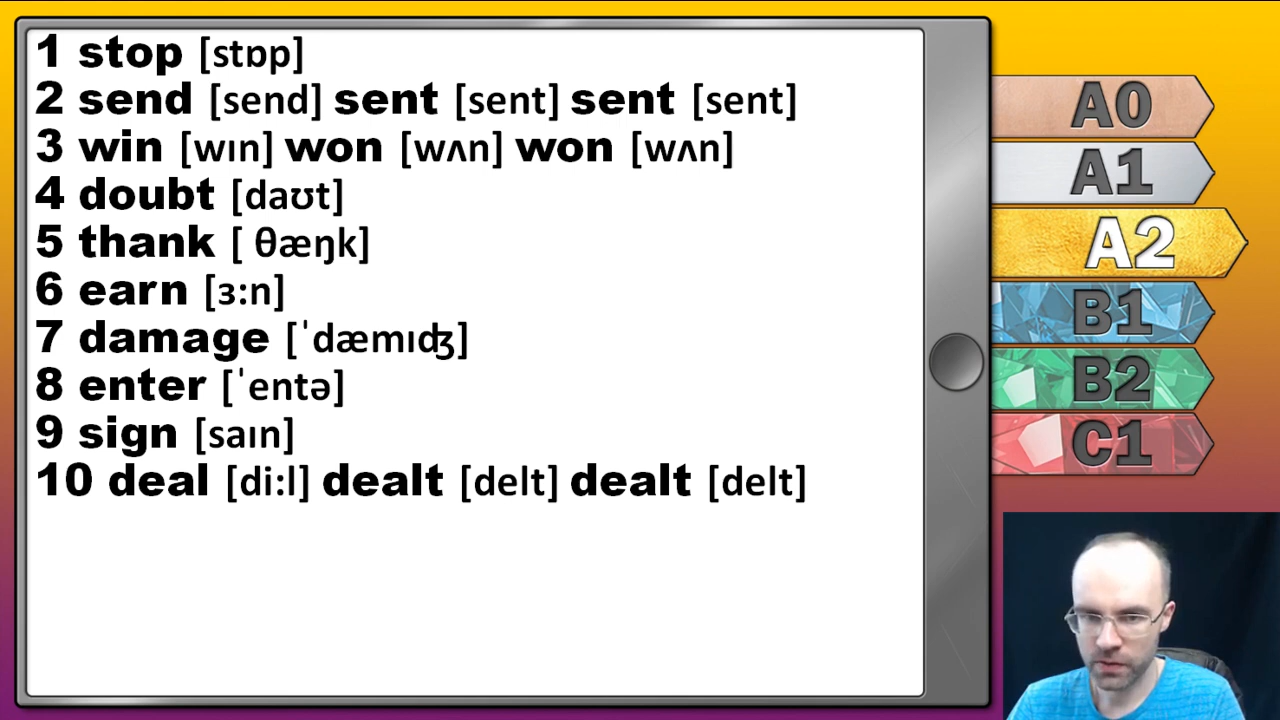 1 stop [stɒp]
2 send [send] sent [sent] sent [sent]
3 win [wɪn] won [wʌn] won [wʌn]
4 doubt [daʊt]
5 thank [ θæŋk]
6 earn [ɜ:n]
7 damage [ˈdæmɪʤ]
8 enter [ˈentə]
9 sign [saɪn]
10 deal [di:l] dealt [delt] dealt [delt]
A0
A1
A2
B1
B2
C1